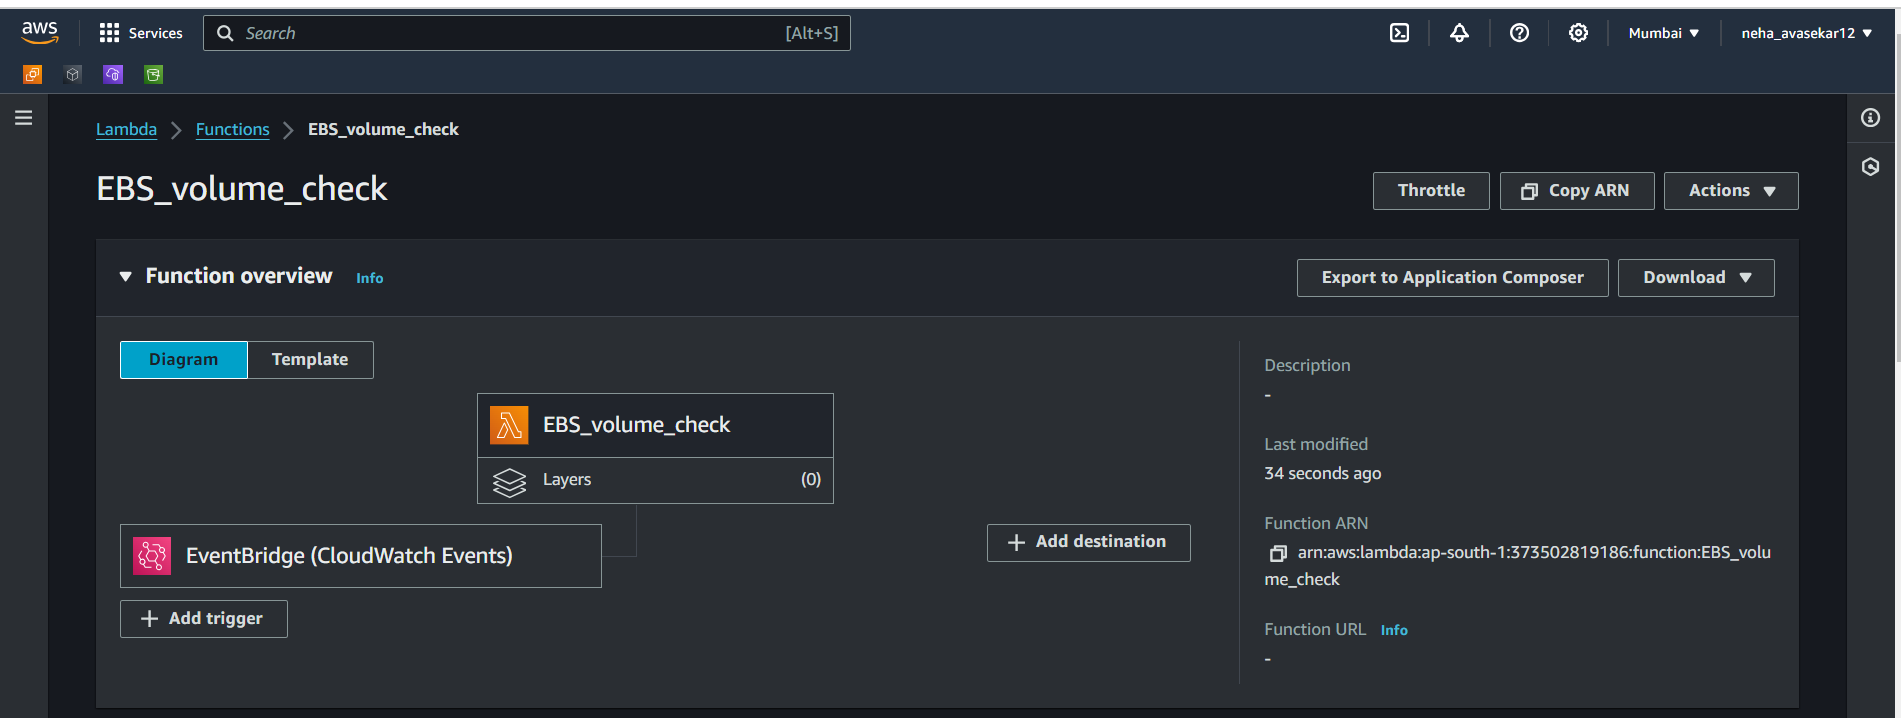 aws
Services
Search [Alt+S]
Mumbai ▼
neha_avasekar12 ▼
Lambda > Functions > EBS_volume_check
EBS_volume_check
Throttle
Copy ARN
Actions ▼
▼ Function overview Info
Export to Application Composer
Download ▼
Diagram
Template
EBS_volume_check
Layers (0)
EventBridge (CloudWatch Events)
+ Add trigger
+ Add destination
Description
-
Last modified
34 seconds ago
Function ARN
arn:aws:lambda:ap-south-1:373502819186:function:EBS_volu
me_check
Function URL Info
-